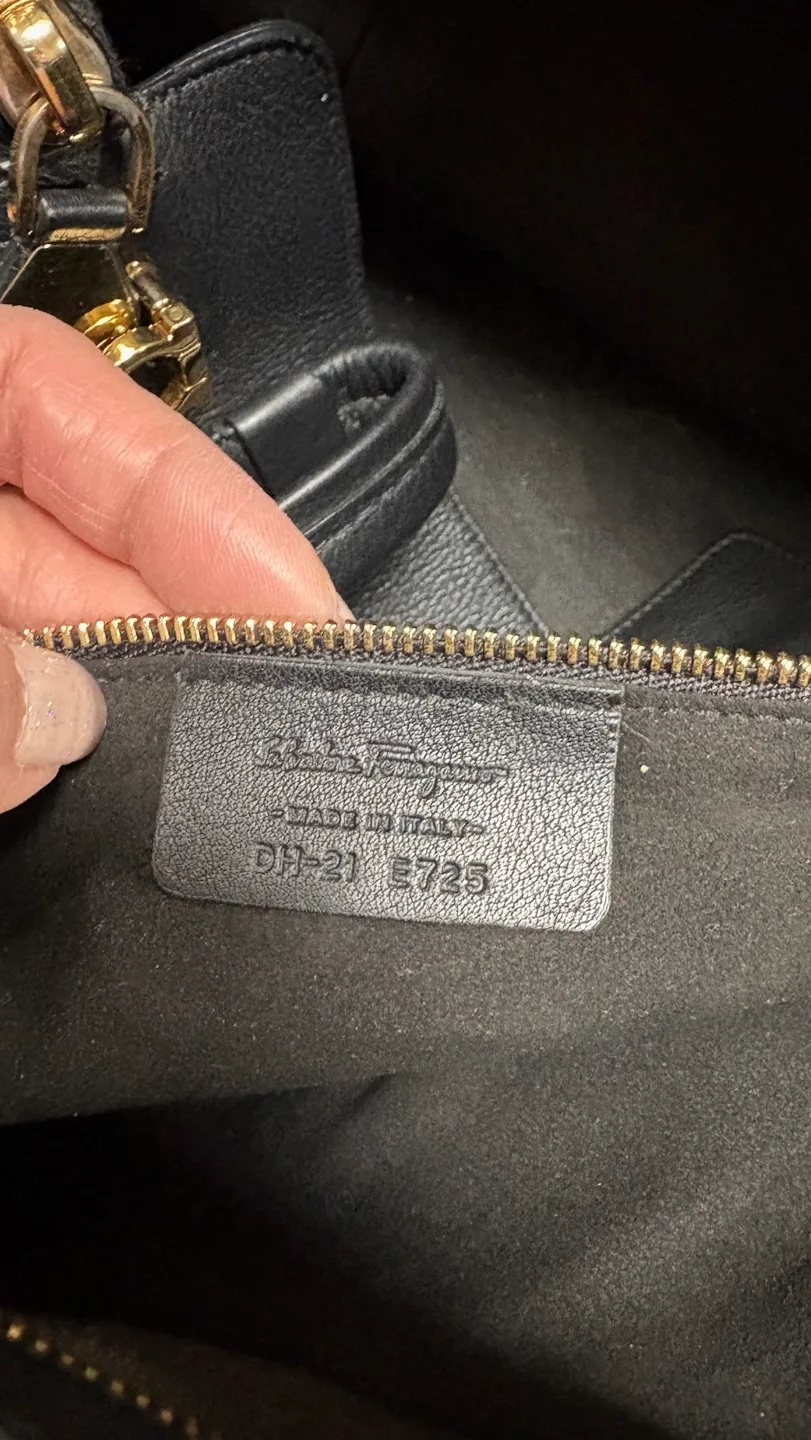 Salvatore Ferragamo
-MADE IN ITALY-
DH-21 E725